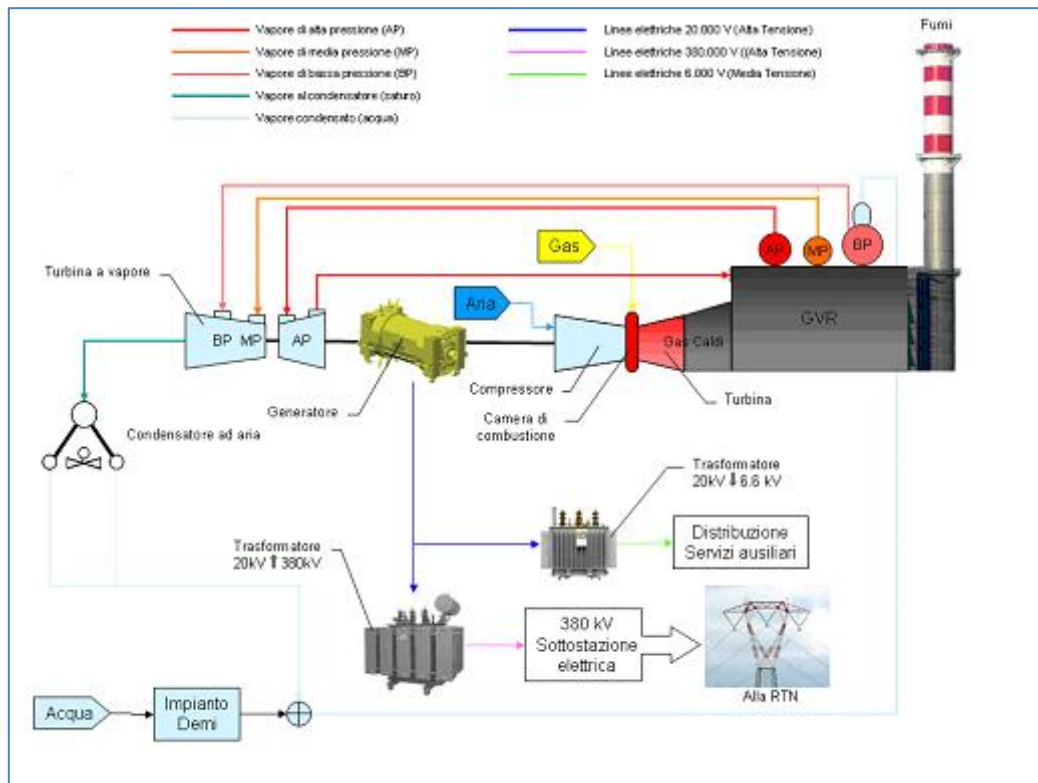 Vapore di alta pressione (AP)
Vapore di media pressione (MP)
Vapore di bassa pressione (BP)
Vapore al condensatore (saturo)
Vapore condensato (acqua)
Linee elettriche 20.000 V (Alta Tensione)
Linee elettriche 380.000 V ((Alta Tensione)
Linee elettriche 6.000 V (Media Tensione)
Fumi
Turbina a vapore
BP
MP
AP
Generatore
Gas
Aria
Compressore
Camera di
combustione
Gas Caldi
Turbina
AP
MP
BP
GVR
Condensatore ad aria
Trasformatore
20kV ⬇ 6.6 kV
Distribuzione
Servizi ausiliari
Trasformatore
20kV ⬆ 380kV
380 kV
Sottostazione
elettrica
Alla RTN
Acqua
Impianto
Demi